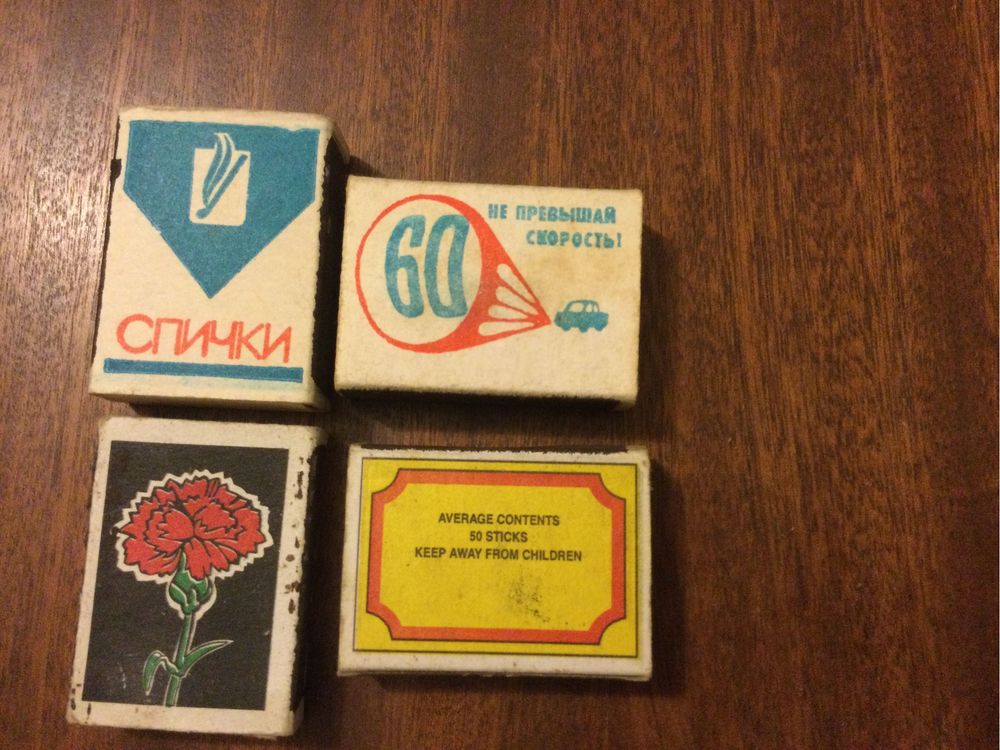 СПИЧКИ
60
НЕ ПРЕВЫШАЙ
СКОРОСТЬ!
AVERAGE CONTENTS
50 STICKS
KEEP AWAY FROM CHILDREN